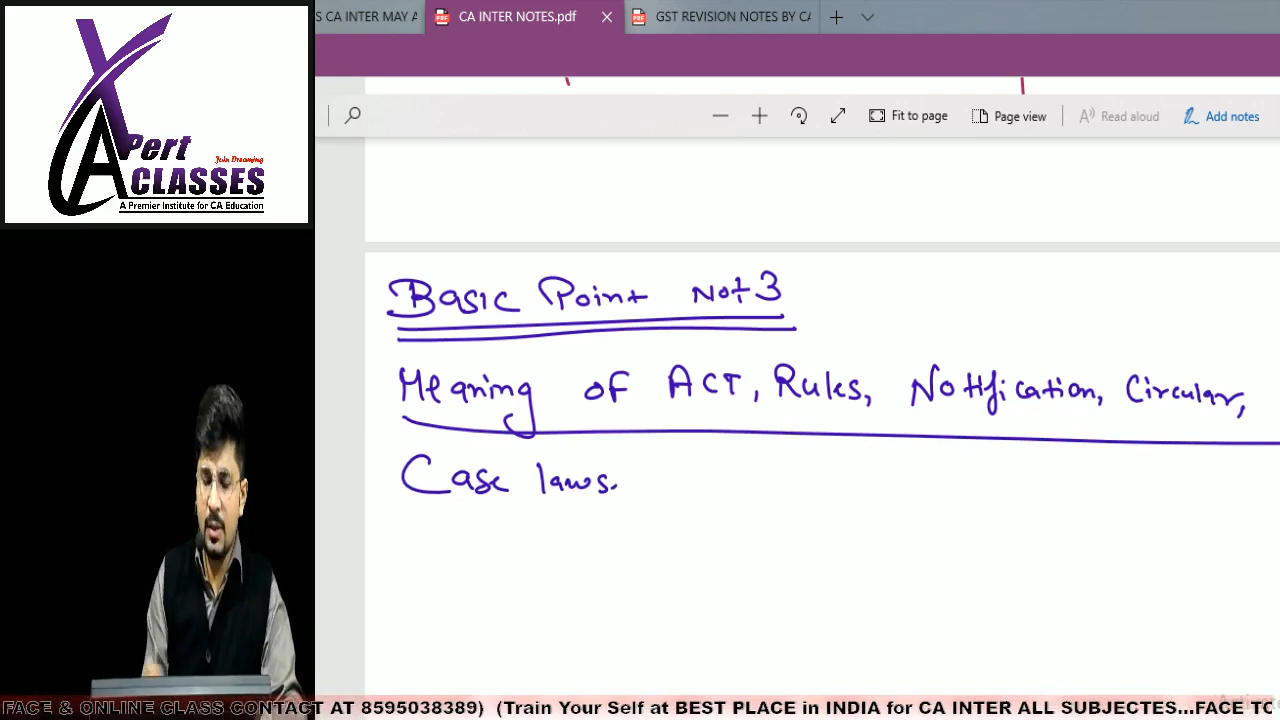 S CA INTER MAY A
CA INTER NOTES.pdf
GST REVISION NOTES BY CA
Pert
Join Dreaming
CLASSES
A Premier Institute for CA Education
Fit to page
Page view
Read aloud
Add notes
Basic Point Not 3
Meaning of ACT, Rules, Notification, Circular,
Case laws.
FACE & ONLINE CLASS CONTACT AT 8595038389) (Train Your Self at BEST PLACE in INDIA for CA INTER ALL SUBJECTES...FACE TO